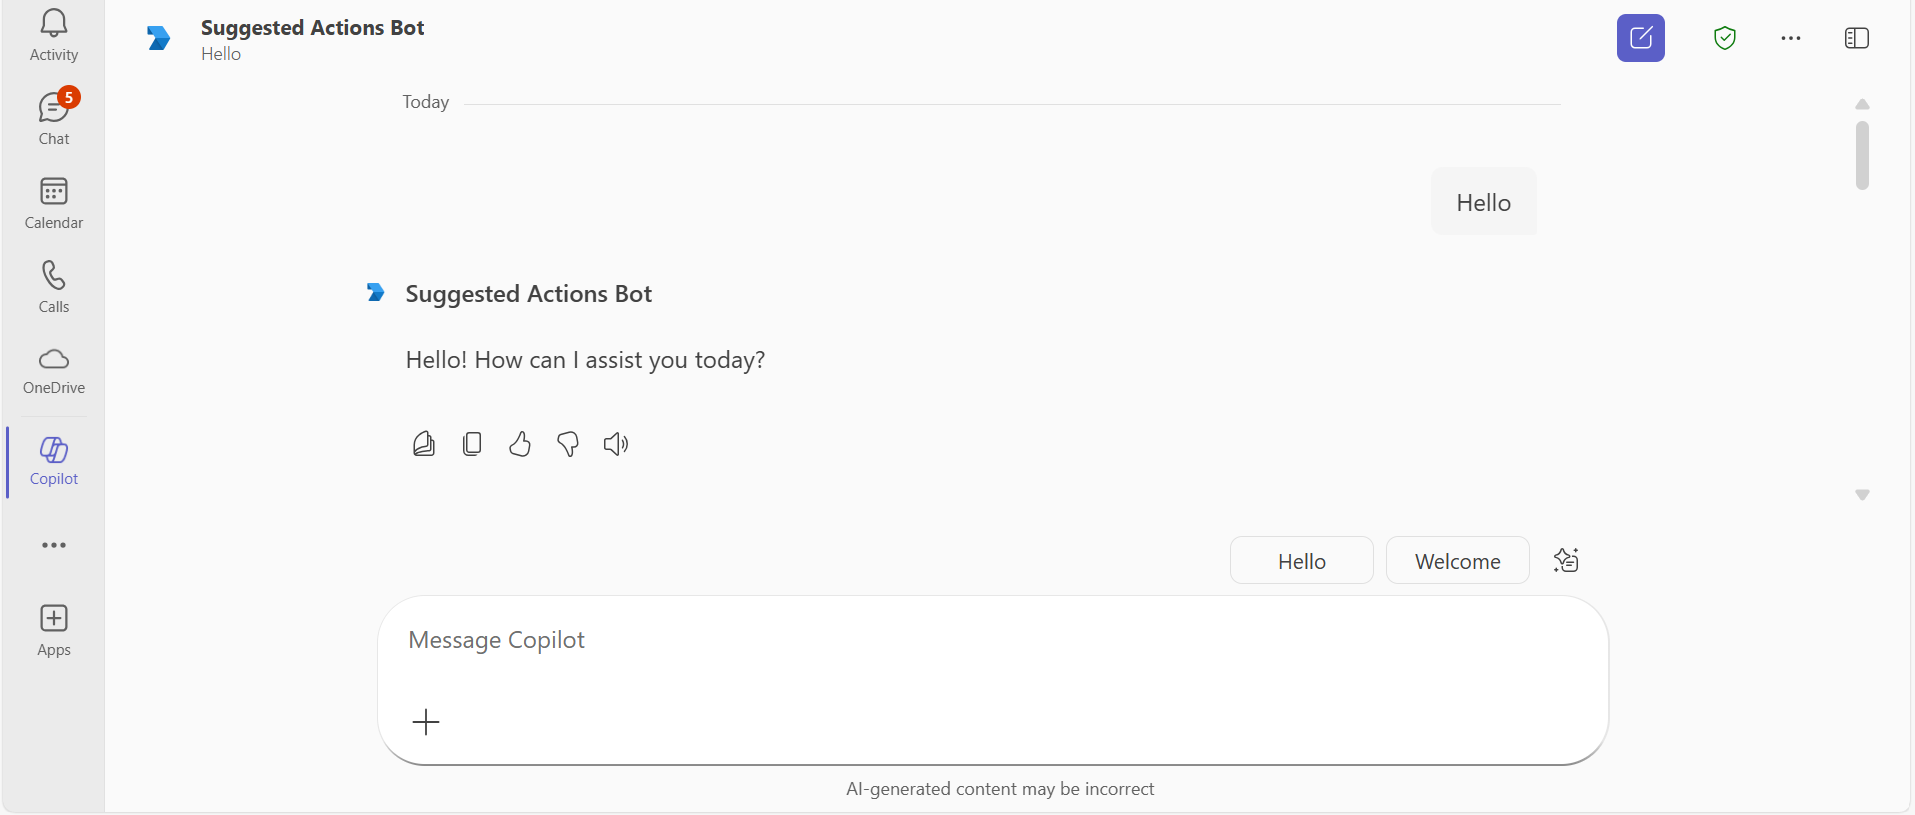 Activity
5
Chat
Calendar
Calls
OneDrive
Copilot
Apps
Suggested Actions Bot
Hello
Today
Hello
Suggested Actions Bot
Hello! How can I assist you today?
Hello
Welcome
Message Copilot
AI-generated content may be incorrect